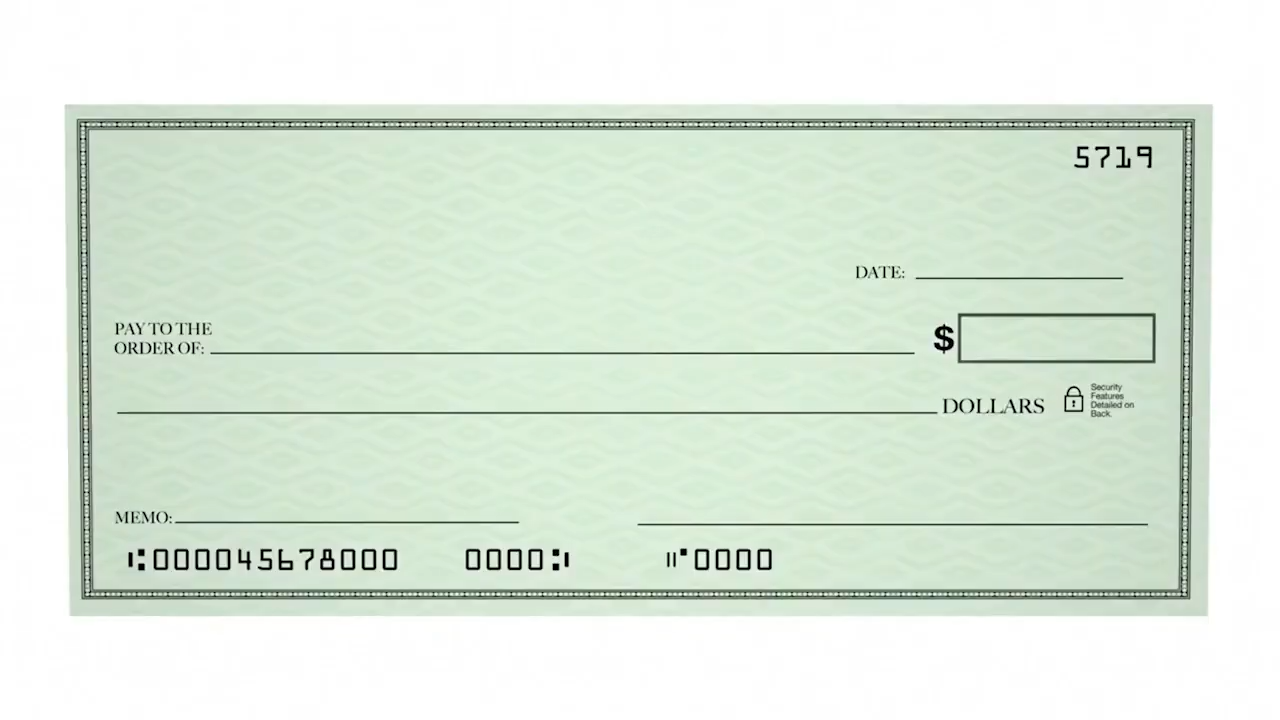 5719
DATE:
PAY TO THE
ORDER OF:
$
DOLLARS
Security
Features
Detailed on
Back.
MEMO:
⑆000045678000 0000⑆ ⑈0000